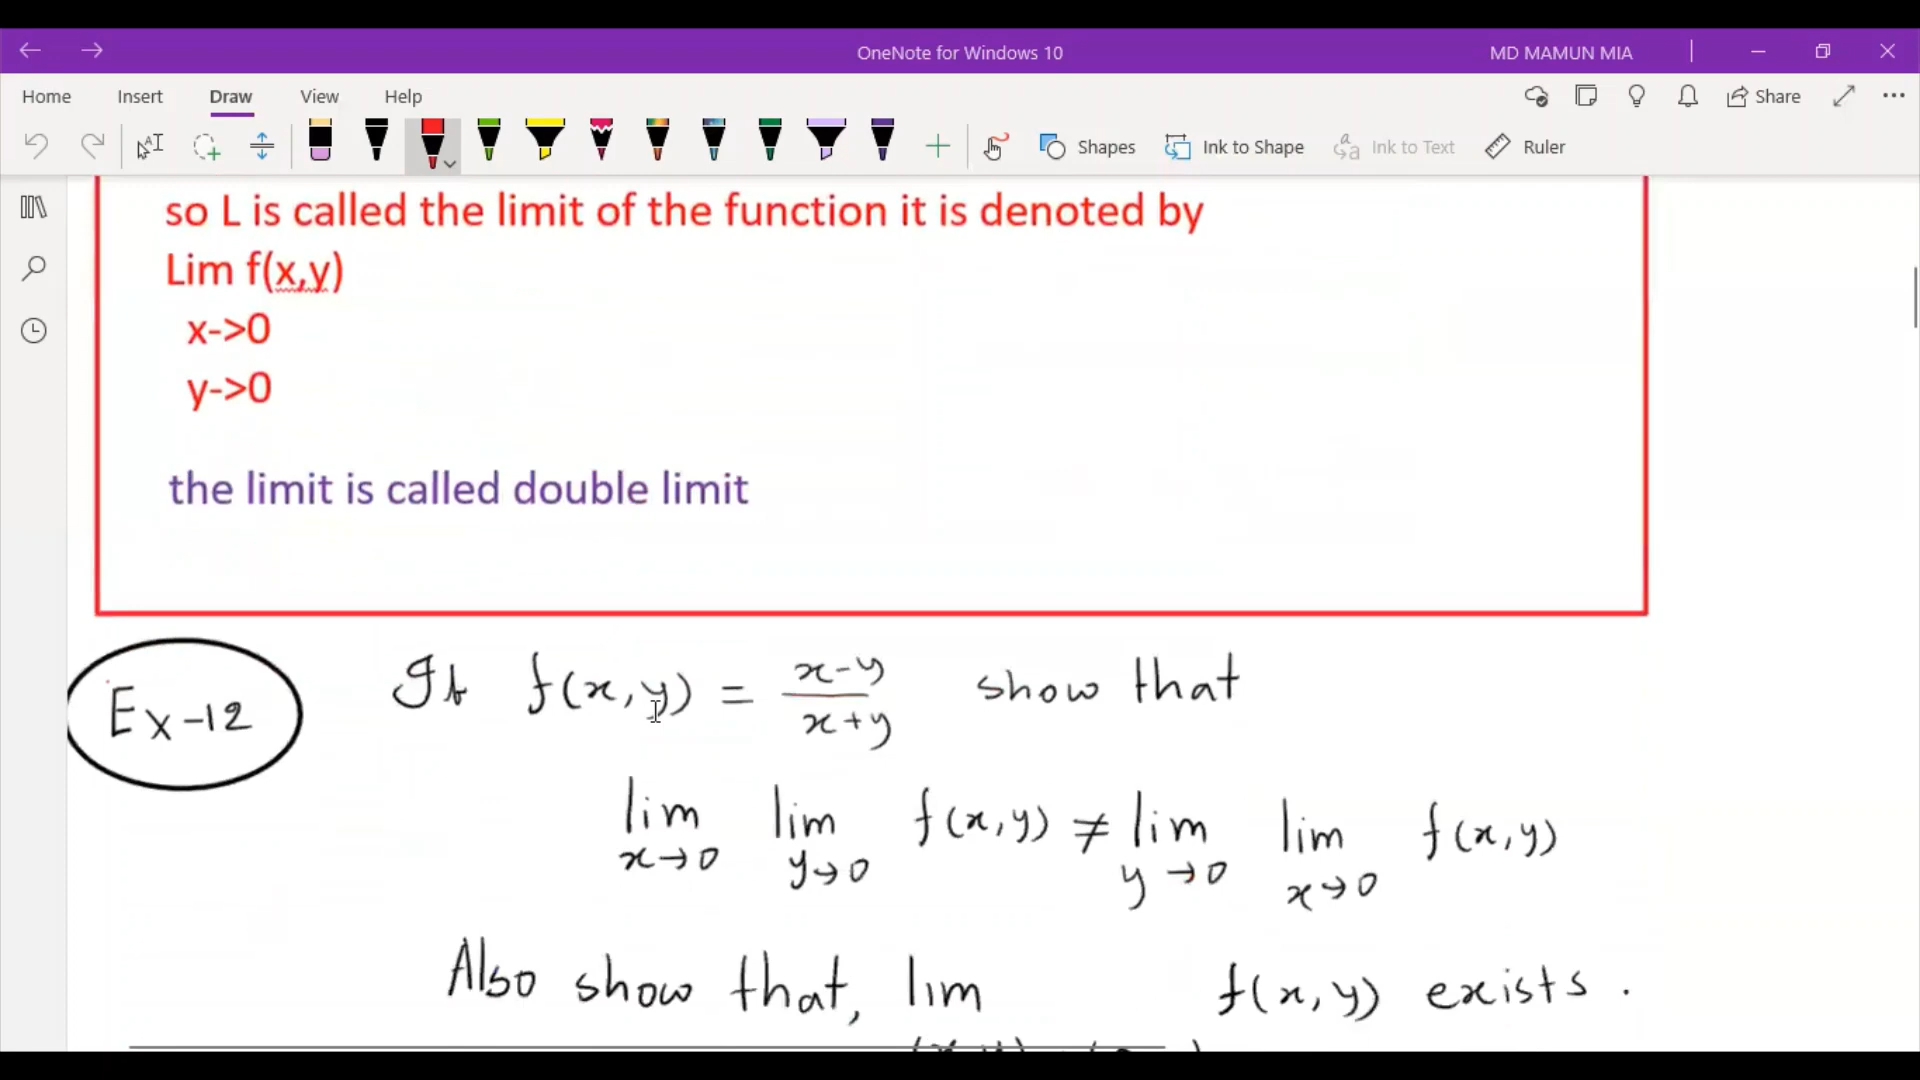 OneNote for Windows 10
MD MAMUN MIA
Home Insert Draw View Help
Share
Shapes Ink to Shape Ink to Text Ruler
so L is called the limit of the function it is denoted by
Lim f(x,y)
x->0
y->0
the limit is called double limit
Ex-12
If f(x,y) = x-y / x+y show that
lim x→0 lim y→0 f(x,y) ≠ lim y→0 lim x→0 f(x,y)
Also show that, lim f(x,y) exists.